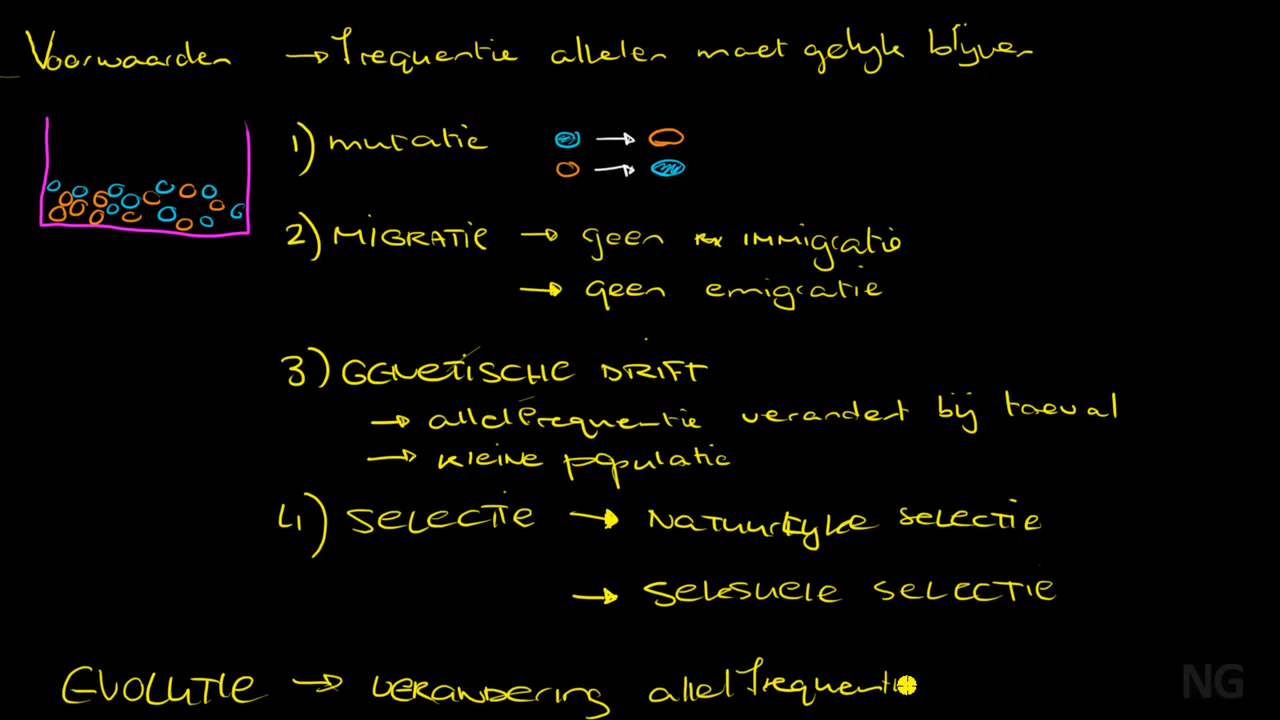 Voorwaarden → frequentie allelen moet gelijk blijven
1) mutatie
2) MIGRATIE → geen IMMIGRATIE
→ geen emigratie
3) GENETISCHE DRIFT
→ allelfrequentie verandert bij toeval
→ kleine populatie
4) SELECTIE → NATUURLIJKE SELECTIE
→ SEKSUELE SELECTIE
EVOLUTIE → VERANDERING allelfrequenti
NG